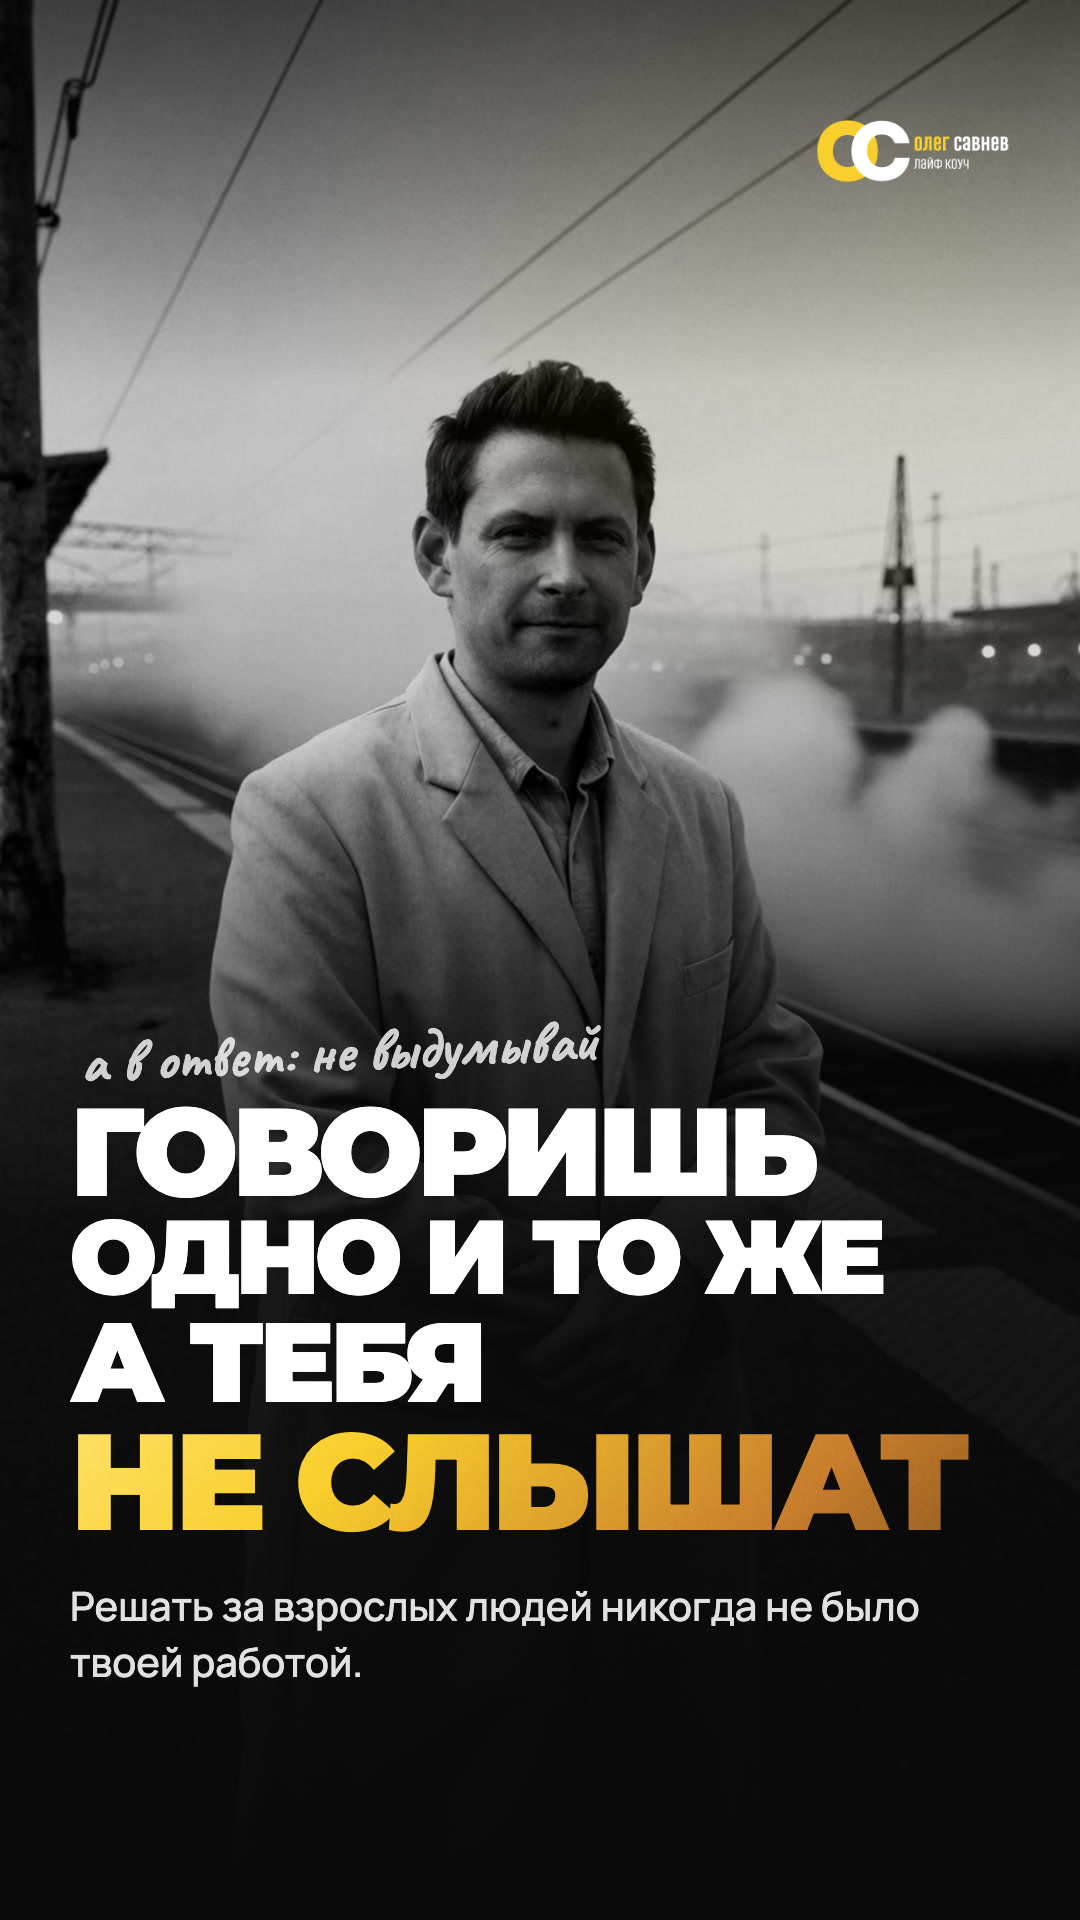 ОС олег савнев
лайф коуч
а в ответ: не выдумывай
ГОВОРИШЬ
ОДНО И ТО ЖЕ
А ТЕБЯ
НЕ СЛЫШАТ
Решать за взрослых людей никогда не было
твоей работой.